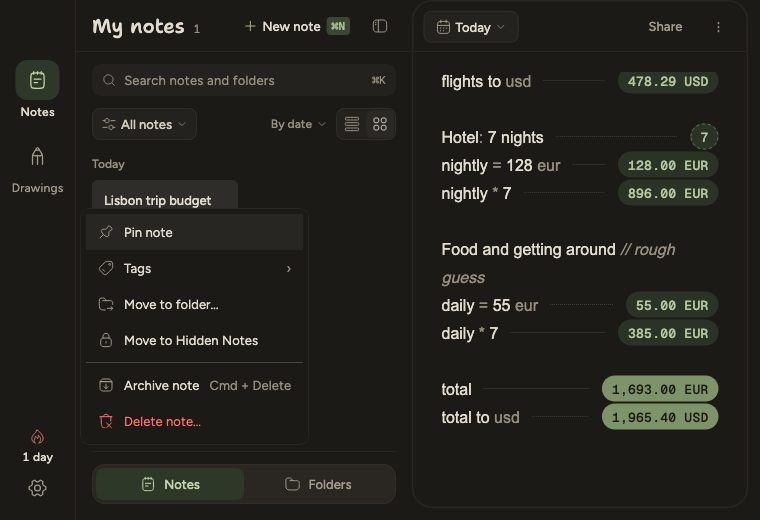 My notes 1
+ New note ⌘N
Today
Share
Search notes and folders ⌘K
Notes
All notes
By date
Drawings
Today
Lisbon trip budget
Pin note
Tags
Move to folder...
Move to Hidden Notes
Archive note Cmd + Delete
Delete note...
1 day
Notes
Folders
flights to usd 478.29 USD
Hotel: 7 nights 7
nightly = 128 eur 128.00 EUR
nightly * 7 896.00 EUR
Food and getting around // rough
guess
daily = 55 eur 55.00 EUR
daily * 7 385.00 EUR
total 1,693.00 EUR
total to usd 1,965.40 USD